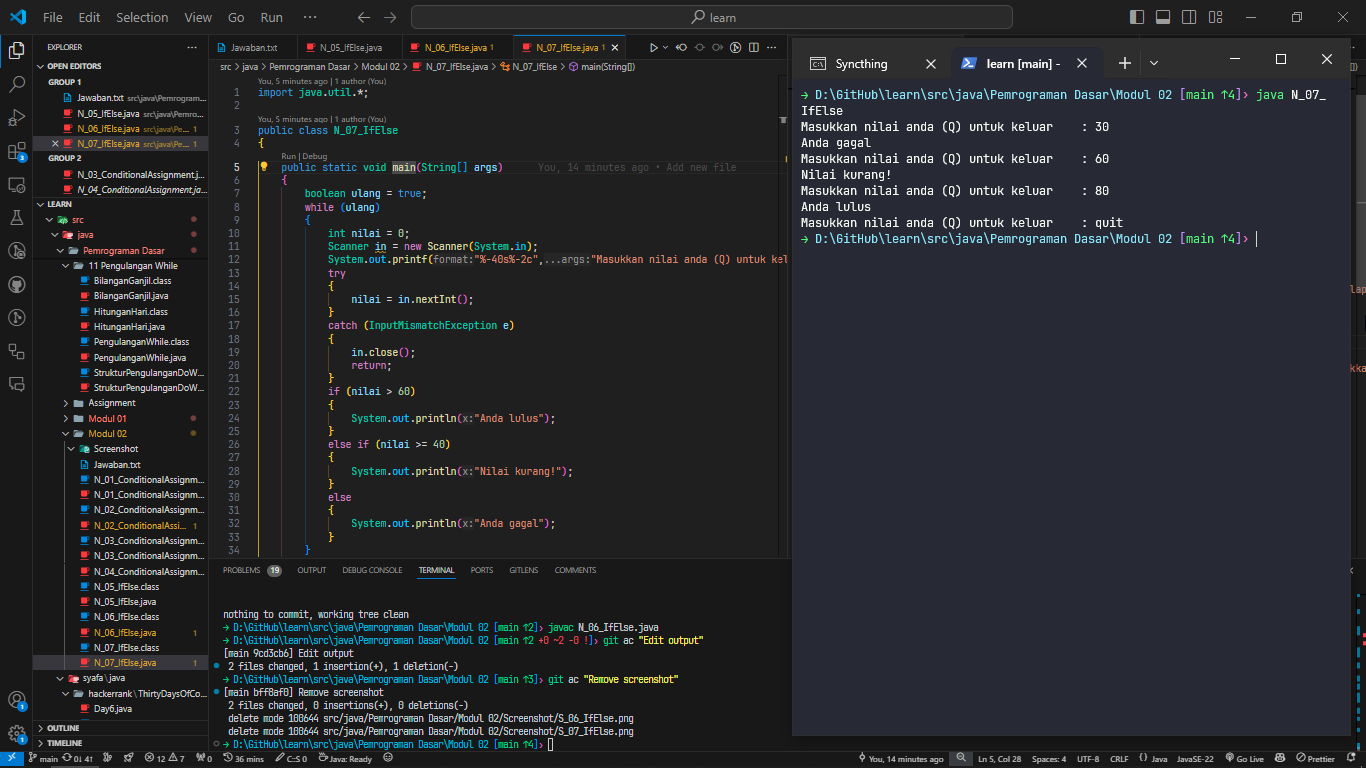 File Edit Selection View Go Run ··· learn
EXPLORER ···
OPEN EDITORS
GROUP 1
Jawaban.txt src\java\Pemrogram...
N_05_IfElse.java src\java\Pemro...
N_06_IfElse.java src\java\Pe... 1
N_07_IfElse.java src\java\Pe... 1
GROUP 2
N_03_ConditionalAssignment.j...
N_04_ConditionalAssignment.ja...
LEARN
src
java
Pemrograman Dasar
11 Pengulangan While
BilanganGanjil.class
BilanganGanjil.java
HitunganHari.class
HitunganHari.java
PengulanganWhile.class
PengulanganWhile.java
StrukturPengulanganDoW...
StrukturPengulanganDoW...
Assignment
Modul 01
Modul 02
Screenshot
Jawaban.txt
N_01_ConditionalAssignm...
N_01_ConditionalAssignm...
N_02_ConditionalAssignm...
N_02_ConditionalAssi... 1
N_03_ConditionalAssignm...
N_03_ConditionalAssignm...
N_04_ConditionalAssignm...
N_05_IfElse.class
N_05_IfElse.java
N_06_IfElse.class
N_06_IfElse.java 1
N_07_IfElse.class
N_07_IfElse.java 1
syafa\java
hackerrank\ThirtyDaysOfCo...
Day6.java
OUTLINE
TIMELINE
Jawaban.txt N_05_IfElse.java N_06_IfElse.java 1 N_07_IfElse.java 1
src > java > Pemrograman Dasar > Modul 02 > N_07_IfElse.java > N_07_IfElse > main(String[])
You, 5 minutes ago | 1 author (You)
1 import java.util.*;
2
You, 5 minutes ago | 1 author (You)
3 public class N_07_IfElse
4 {
Run | Debug
5 public static void main(String[] args) You, 14 minutes ago • Add new file
6 {
7 boolean ulang = true;
8 while (ulang)
9 {
10 int nilai = 0;
11 Scanner in = new Scanner(System.in);
12 System.out.printf(format:"%-40s%-2c",...args:"Masukkan nilai anda (Q) untuk kel
13 try
14 {
15 nilai = in.nextInt();
16 }
17 catch (InputMismatchException e)
18 {
19 in.close();
20 return;
21 }
22 if (nilai > 60)
23 {
24 System.out.println(x:"Anda lulus");
25 }
26 else if (nilai >= 40)
27 {
28 System.out.println(x:"Nilai kurang!");
29 }
30 else
31 {
32 System.out.println(x:"Anda gagal");
33 }
34 }
PROBLEMS 19 OUTPUT DEBUG CONSOLE TERMINAL PORTS GITLENS COMMENTS
nothing to commit, working tree clean
→ D:\GitHub\learn\src\java\Pemrograman Dasar\Modul 02 [main ↑2]› javac N_06_IfElse.java
→ D:\GitHub\learn\src\java\Pemrograman Dasar\Modul 02 [main ↑2 +0 ~2 -0 !]› git ac "Edit output"
[main 9cd3cb6] Edit output
2 files changed, 1 insertion(+), 1 deletion(-)
→ D:\GitHub\learn\src\java\Pemrograman Dasar\Modul 02 [main ↑3]› git ac "Remove screenshot"
[main bff8af0] Remove screenshot
2 files changed, 0 insertions(+), 0 deletions(-)
delete mode 100644 src/java/Pemrograman Dasar/Modul 02/Screenshot/S_06_IfElse.png
delete mode 100644 src/java/Pemrograman Dasar/Modul 02/Screenshot/S_07_IfElse.png
→ D:\GitHub\learn\src\java\Pemrograman Dasar\Modul 02 [main ↑4]›
Syncthing learn [main] -
→ D:\GitHub\learn\src\java\Pemrograman Dasar\Modul 02 [main ↑4]› java N_07_
IfElse
Masukkan nilai anda (Q) untuk keluar : 30
Anda gagal
Masukkan nilai anda (Q) untuk keluar : 60
Nilai kurang!
Masukkan nilai anda (Q) untuk keluar : 80
Anda lulus
Masukkan nilai anda (Q) untuk keluar : quit
→ D:\GitHub\learn\src\java\Pemrograman Dasar\Modul 02 [main ↑4]›
main 0↓ 4↑ 12 7 0 36 mins C:S 0 Java: Ready You, 14 minutes ago Ln 5, Col 28 Spaces: 4 UTF-8 CRLF {} Java JavaSE-22 Go Live Prettier